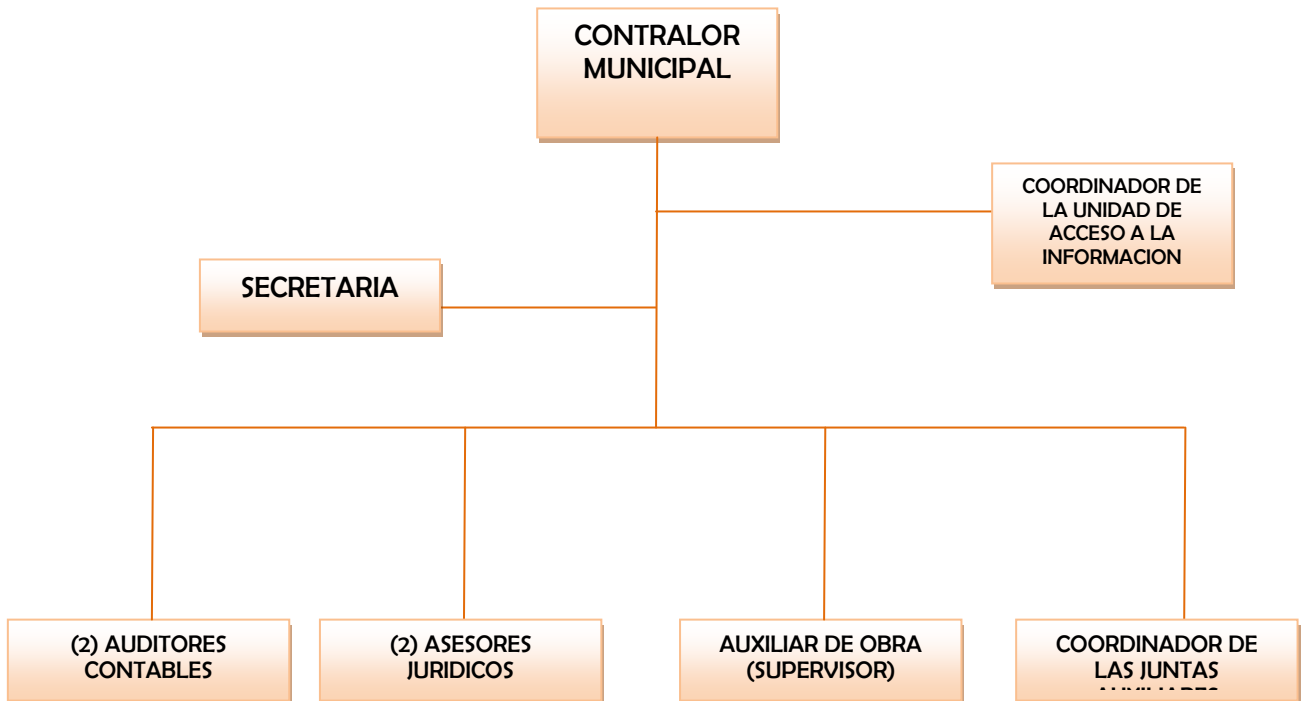 CONTRALOR
MUNICIPAL
COORDINADOR DE
LA UNIDAD DE
ACCESO A LA
INFORMACION
SECRETARIA
(2) AUDITORES
CONTABLES
(2) ASESORES
JURIDICOS
AUXILIAR DE OBRA
(SUPERVISOR)
COORDINADOR DE
LAS JUNTAS
AUXILIARES